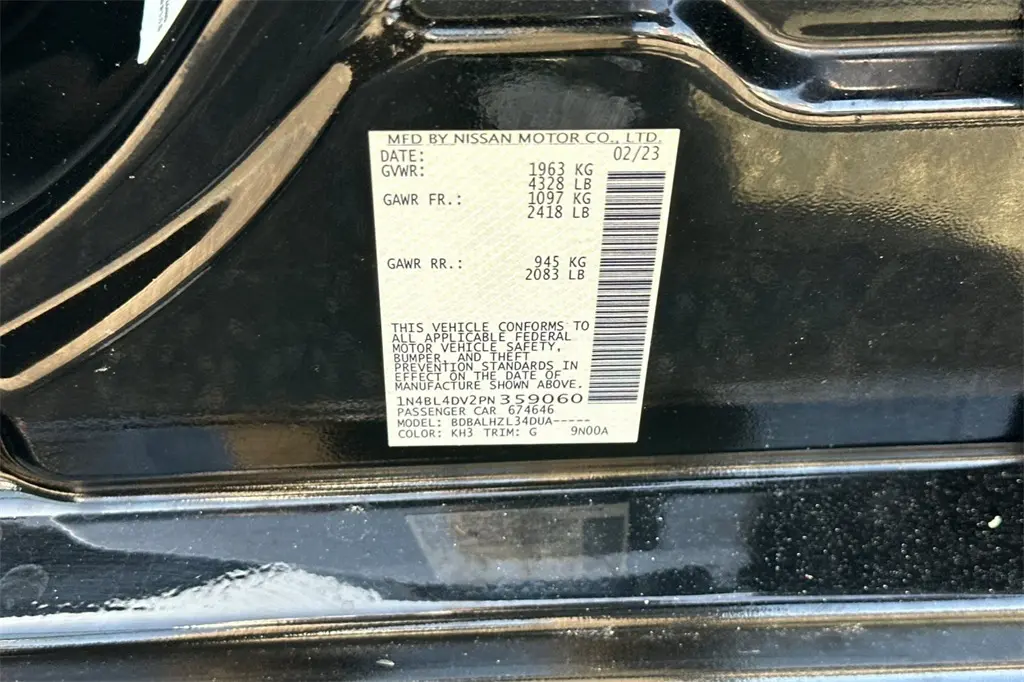 MFD BY NISSAN MOTOR CO., LTD.
DATE: 02/23
GVWR: 1963 KG
4328 LB
GAWR FR.: 1097 KG
2418 LB
GAWR RR.: 945 KG
2083 LB
THIS VEHICLE CONFORMS TO
ALL APPLICABLE FEDERAL
MOTOR VEHICLE SAFETY,
BUMPER, AND THEFT
PREVENTION STANDARDS IN
EFFECT ON THE DATE OF
MANUFACTURE SHOWN ABOVE.
1N4BL4DV2PN359060
PASSENGER CAR 674646
MODEL: BDBALHZL34DUA-----
COLOR: KH3 TRIM: G 9N00A